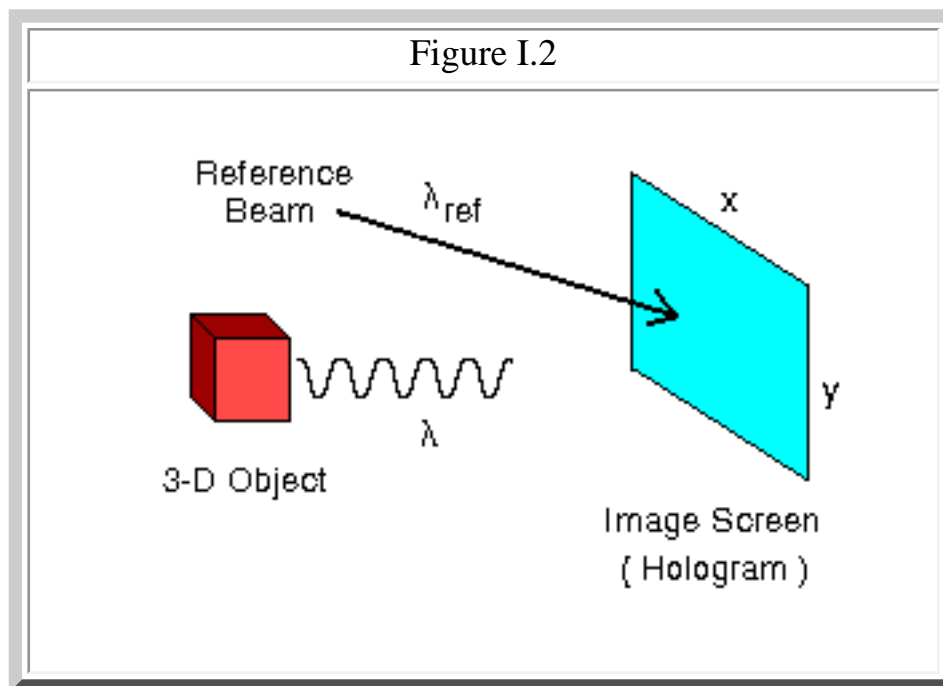 Figure I.2
Reference
Beam
λref
x
y
λ
3-D Object
Image Screen
( Hologram )